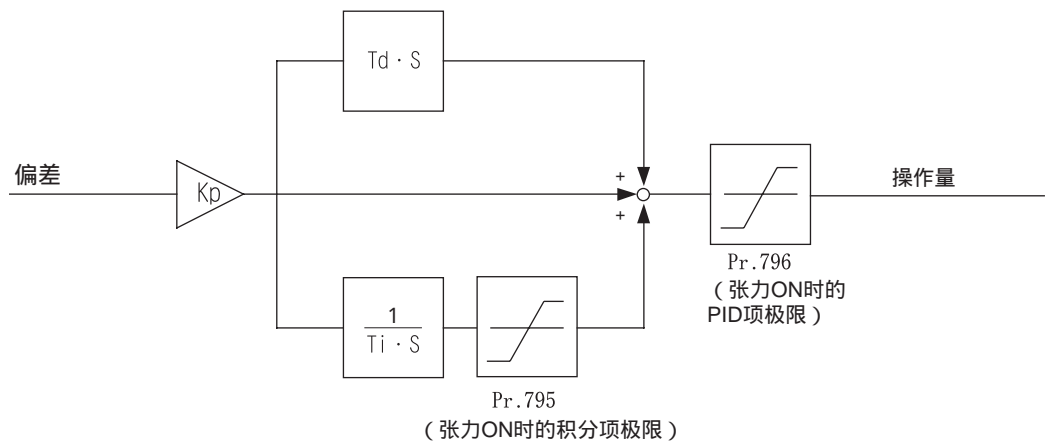 Td · S
偏差
Kp
+
+
操作量
Pr.796
（张力ON时的
PID项极限）
1
Ti · S
Pr.795
（张力ON时的积分项极限）